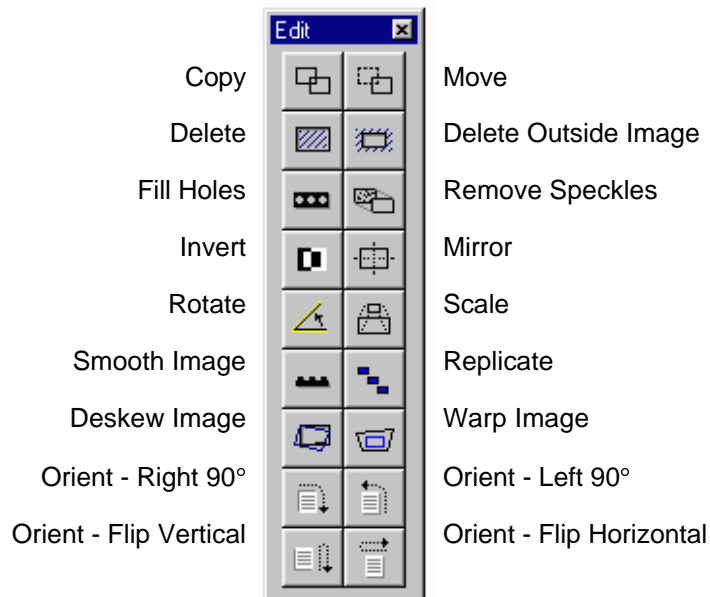 Edit
Copy Move
Delete Delete Outside Image
Fill Holes Remove Speckles
Invert Mirror
Rotate Scale
Smooth Image Replicate
Deskew Image Warp Image
Orient - Right 90° Orient - Left 90°
Orient - Flip Vertical Orient - Flip Horizontal